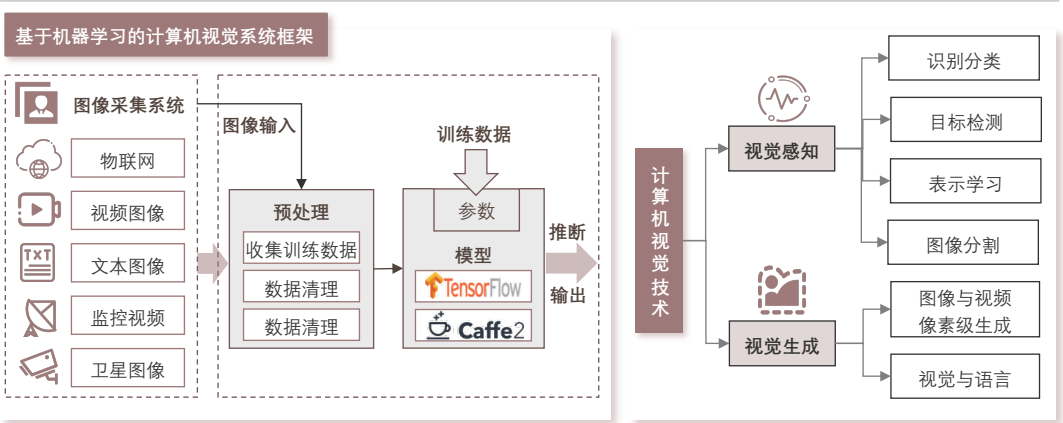 基于机器学习的计算机视觉系统框架
图像采集系统
物联网
视频图像
TXT
文本图像
监控视频
卫星图像
图像输入
预处理
收集训练数据
数据清理
数据清理
训练数据
参数
模型
TensorFlow
Caffe2
推断
输出
计算机视觉技术
视觉感知
识别分类
目标检测
表示学习
图像分割
视觉生成
图像与视频
像素级生成
视觉与语言